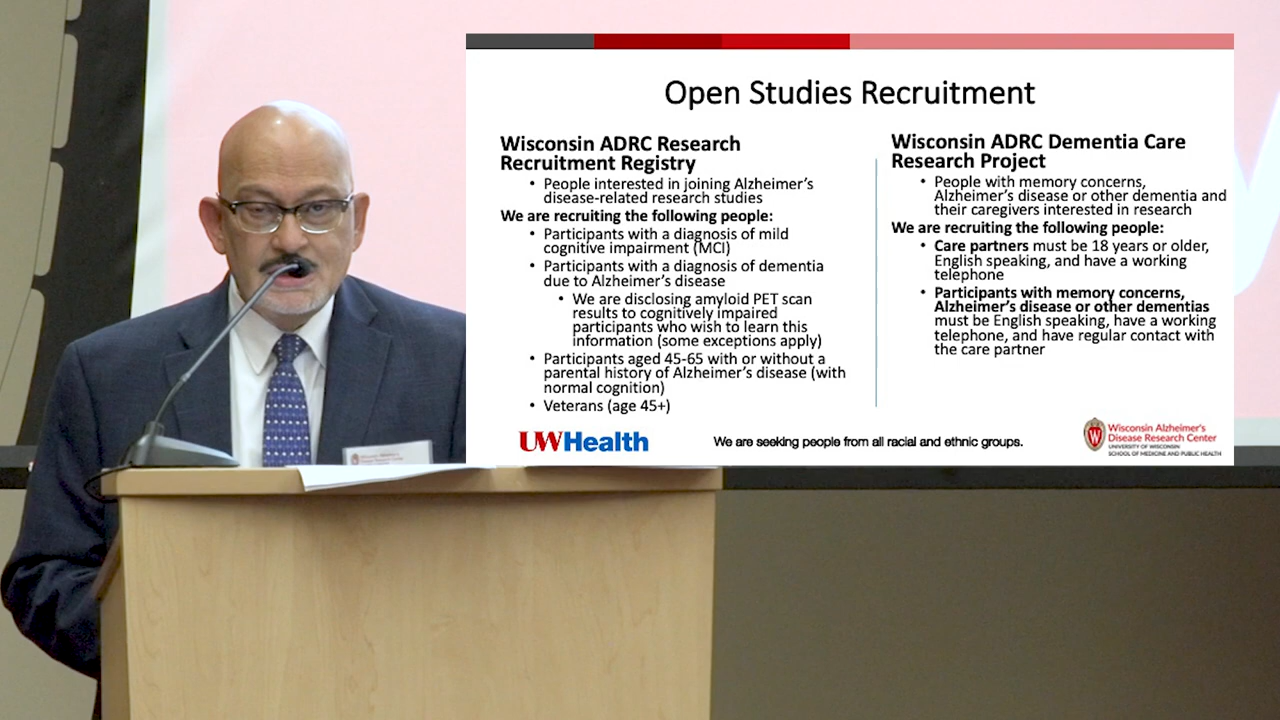 Open Studies Recruitment
Wisconsin ADRC Research
Recruitment Registry
• People interested in joining Alzheimer's
disease-related research studies
We are recruiting the following people:
• Participants with a diagnosis of mild
cognitive impairment (MCI)
• Participants with a diagnosis of dementia
due to Alzheimer's disease
• We are disclosing amyloid PET scan
results to cognitively impaired
participants who wish to learn this
information (some exceptions apply)
• Participants aged 45-65 with or without a
parental history of Alzheimer's disease (with
normal cognition)
• Veterans (age 45+)
Wisconsin ADRC Dementia Care
Research Project
• People with memory concerns,
Alzheimer's disease or other dementia and
their caregivers interested in research
We are recruiting the following people:
• Care partners must be 18 years or older,
English speaking, and have a working
telephone
• Participants with memory concerns,
Alzheimer's disease or other dementias
must be English speaking, have a working
telephone, and have regular contact with
the care partner
UWHealth
We are seeking people from all racial and ethnic groups.
W
Wisconsin Alzheimer's
Disease Research Center
UNIVERSITY OF WISCONSIN
SCHOOL OF MEDICINE AND PUBLIC HEALTH